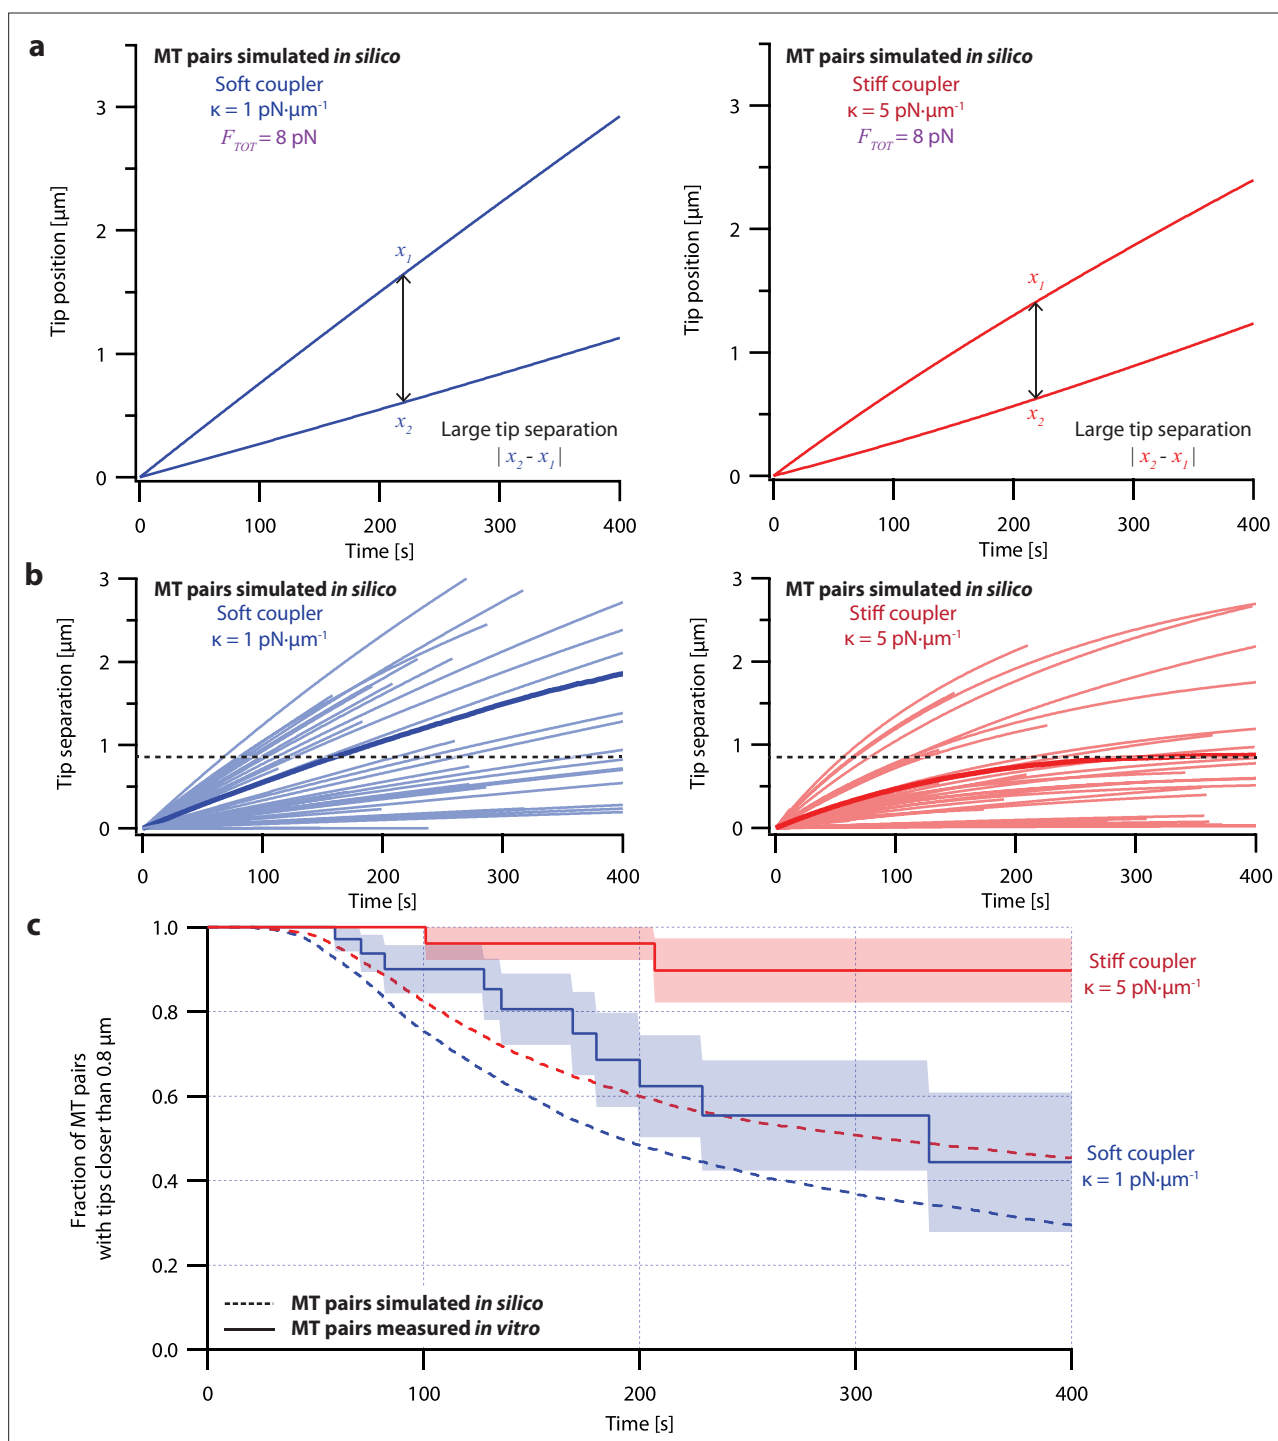 a
MT pairs simulated in silico
Soft coupler
κ = 1 pN·µm⁻¹
F_TOT = 8 pN
Tip position [µm]
3
2
1
0
x₁
x₂
Large tip separation
| x₂ - x₁ |
0 100 200 300 400
Time [s]
MT pairs simulated in silico
Stiff coupler
κ = 5 pN·µm⁻¹
F_TOT = 8 pN
Tip position [µm]
3
2
1
0
x₁
x₂
Large tip separation
| x₂ - x₁ |
0 100 200 300 400
Time [s]
b
MT pairs simulated in silico
Soft coupler
κ = 1 pN·µm⁻¹
Tip separation [µm]
3
2
1
0
0 100 200 300 400
Time [s]
MT pairs simulated in silico
Stiff coupler
κ = 5 pN·µm⁻¹
Tip separation [µm]
3
2
1
0
0 100 200 300 400
Time [s]
c
Fraction of MT pairs
with tips closer than 0.8 µm
1.0
0.8
0.6
0.4
0.2
0.0
Stiff coupler
κ = 5 pN·µm⁻¹
Soft coupler
κ = 1 pN·µm⁻¹
MT pairs simulated in silico
MT pairs measured in vitro
0 100 200 300 400
Time [s]